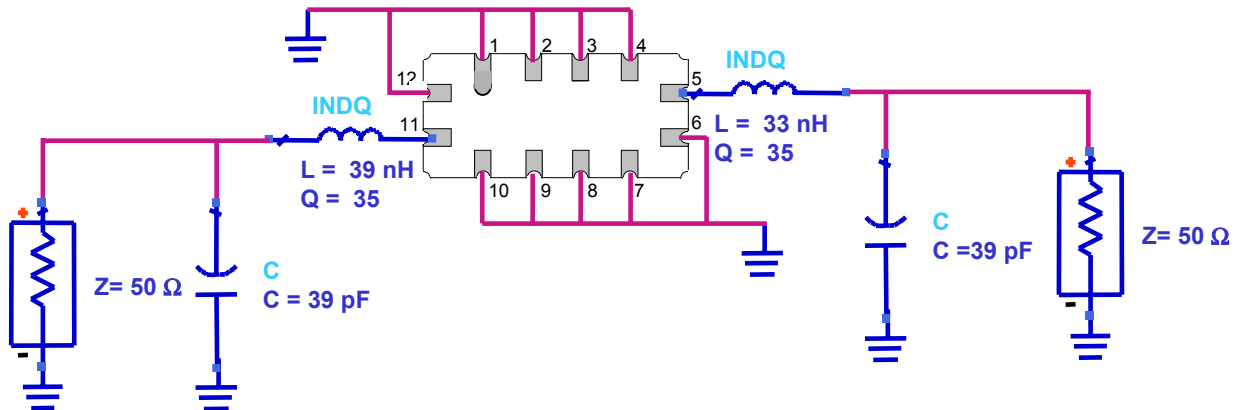 1
2
3
4
12
5
INDQ
L = 33 nH
Q = 35
11
6
INDQ
L = 39 nH
Q = 35
10
9
8
7
Z= 50 Ω
C
C = 39 pF
C
C =39 pF
Z= 50 Ω
+
-
+
-